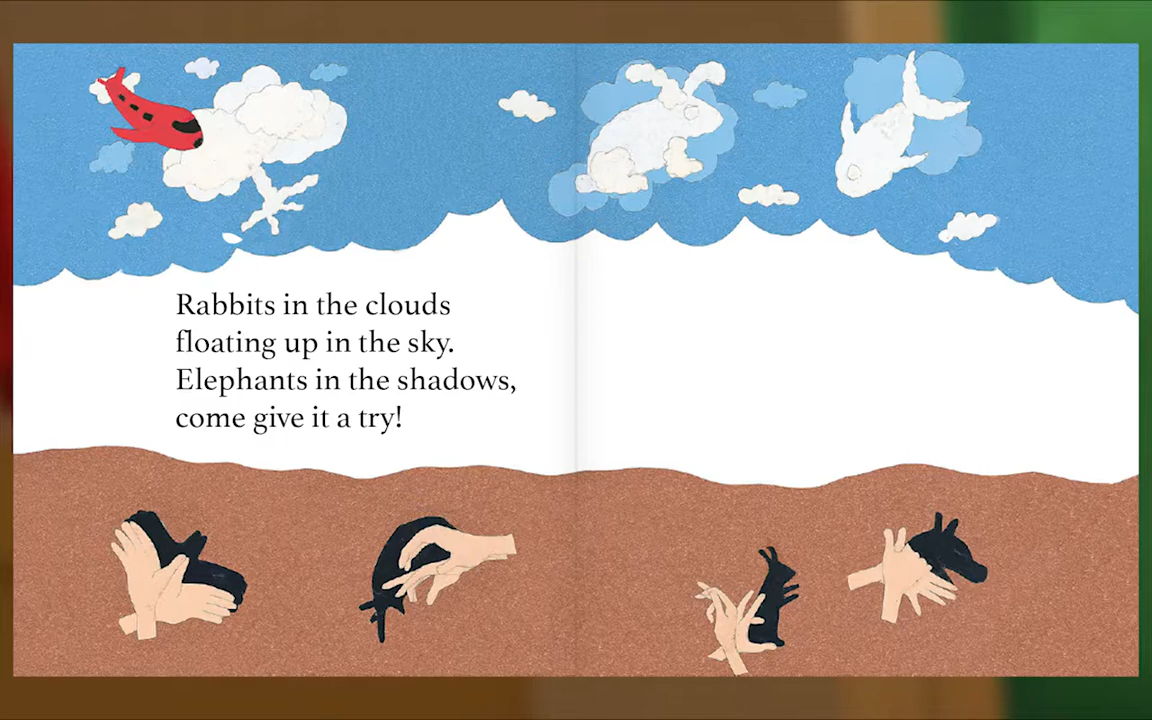 Rabbits in the clouds
floating up in the sky.
Elephants in the shadows,
come give it a try!